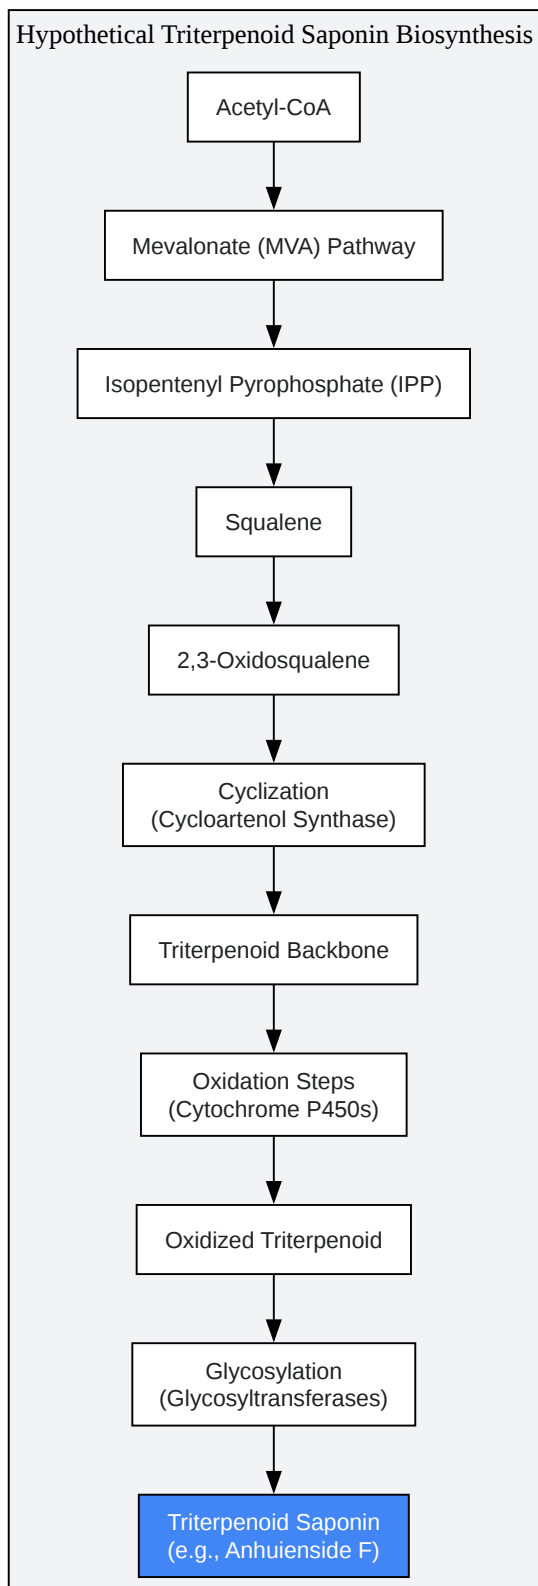 Hypothetical Triterpenoid Saponin Biosynthesis
Acetyl-CoA
Mevalonate (MVA) Pathway
Isopentenyl Pyrophosphate (IPP)
Squalene
2,3-Oxidosqualene
Cyclization
(Cycloartenol Synthase)
Triterpenoid Backbone
Oxidation Steps
(Cytochrome P450s)
Oxidized Triterpenoid
Glycosylation
(Glycosyltransferases)
Triterpenoid Saponin
(e.g., Anhuienside F)